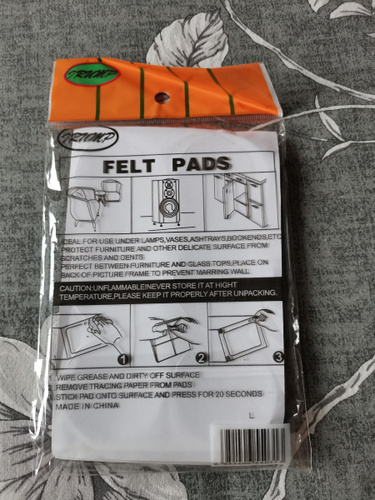 TRUMP
TRUMP
FELT PADS
IDEAL FOR USE UNDER LAMPS,VASES,ASHTRAYS,BOOKENDS,ETC
PROTECT FURNITURE AND OTHER DELICATE SURFACE FROM
SCRATCHES AND DENTS
PERFECT BETWEEN FURNITURE AND GLASS TOPS,PLACE ON
BACK OF PICTURE FRAME TO PREVENT MARRING WALL
CAUTION:UNFLAMMABLE!NEVER STORE IT AT HIGHT
TEMPERATURE,PLEASE KEEP IT PROPERLY AFTER UNPACKING.
1 2 3
WIPE GREASE AND DIRTY OFF SURFACE
REMOVE TRACING PAPER FROM PADS
STICK PAD ONTO SURFACE AND PRESS FOR 20 SECONDS
MADE IN CHINA